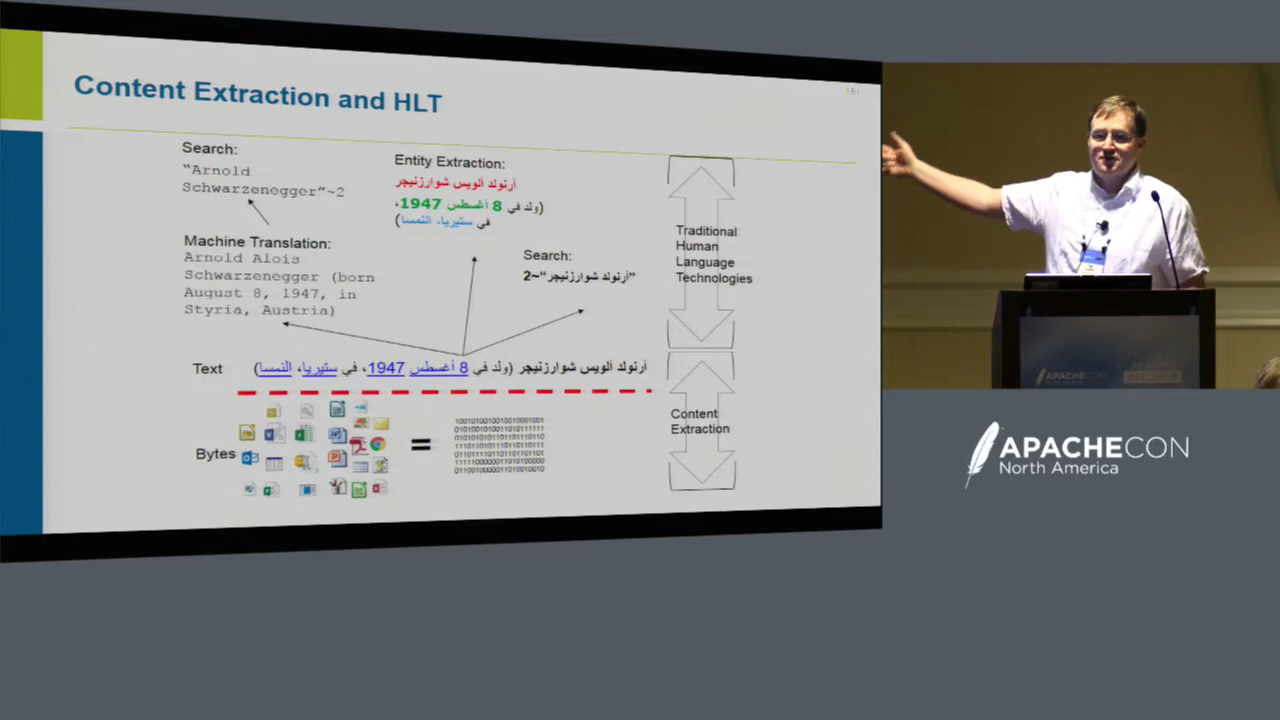 Content Extraction and HLT
6
Search:
"Arnold
Schwarzenegger"~2
Entity Extraction:
أرنولد ألويس شوارزنيجر
(ولد في 8 أغسطس 1947،
في ستيريا، النمسا)
Machine Translation:
Arnold Alois
Schwarzenegger (born
August 8, 1947, in
Styria, Austria)
Search:
"أرنولد شوارزنيجر"~2
Traditional
Human
Language
Technologies
Text
أرنولد ألويس شوارزنيجر (ولد في 8 أغسطس 1947، في ستيريا، النمسا)
Bytes
=
Content
Extraction
APACHECON
APACHECON
North America